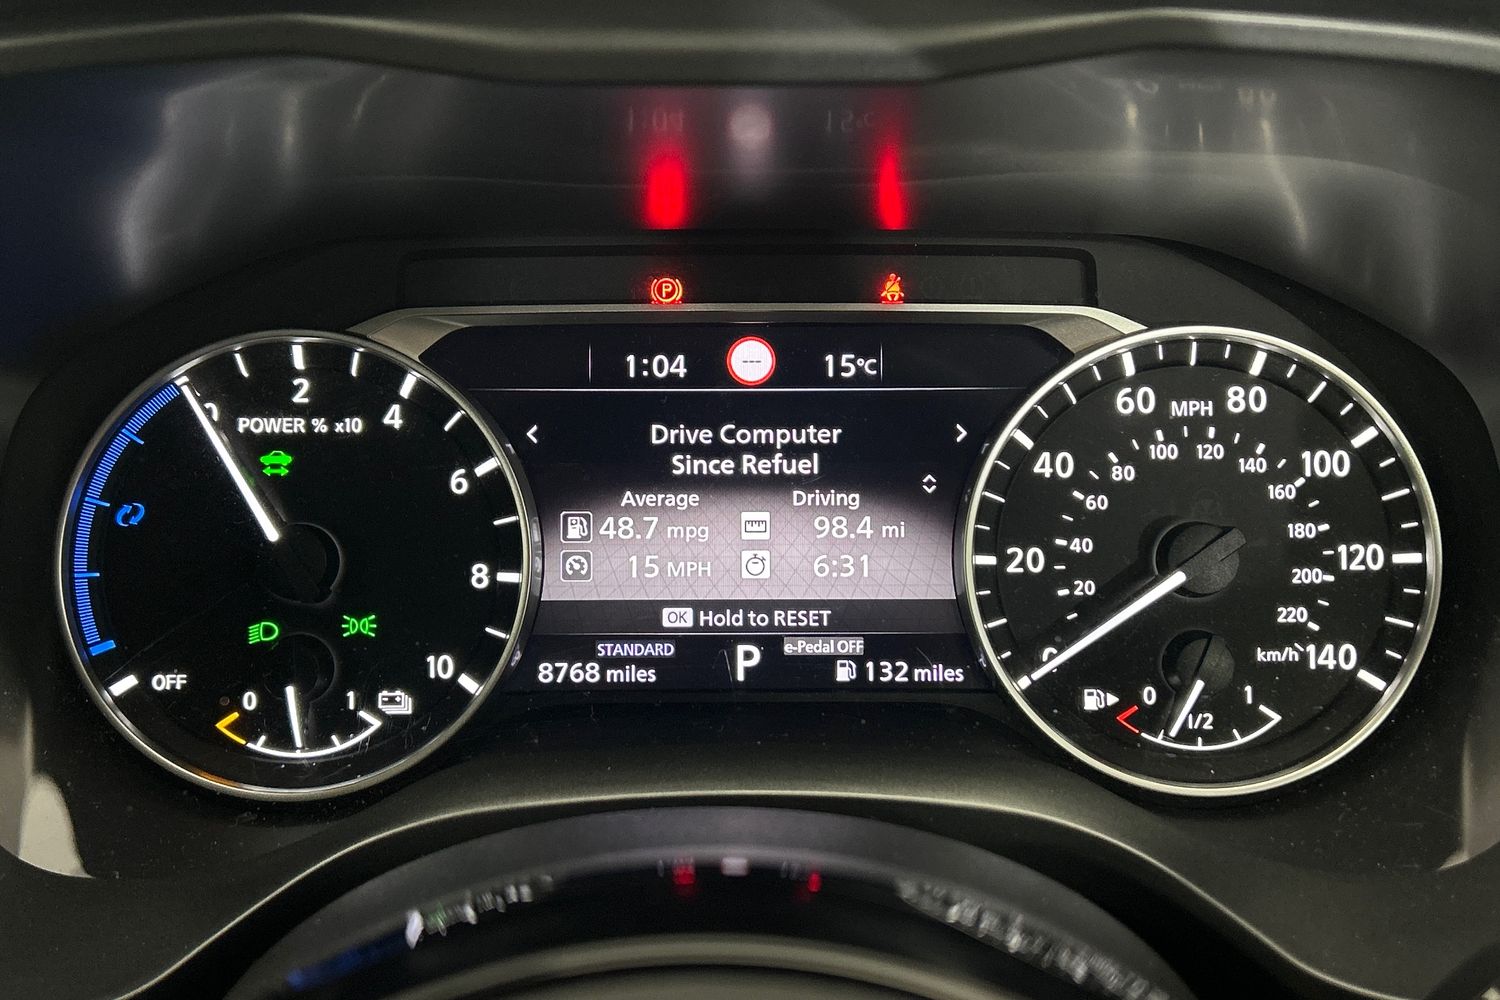 P
1:04
---
15°C
Drive Computer
Since Refuel
Average
48.7 mpg
15 MPH
Driving
98.4 mi
6:31
OK Hold to RESET
STANDARD
8768 miles
P
e-Pedal OFF
132 miles
0
2
4
6
8
10
POWER % x10
OFF
0
1
0
20
40
60
80
100
120
140
MPH
20
40
60
80
100
120
140
160
180
200
220
km/h
0
1/2
1